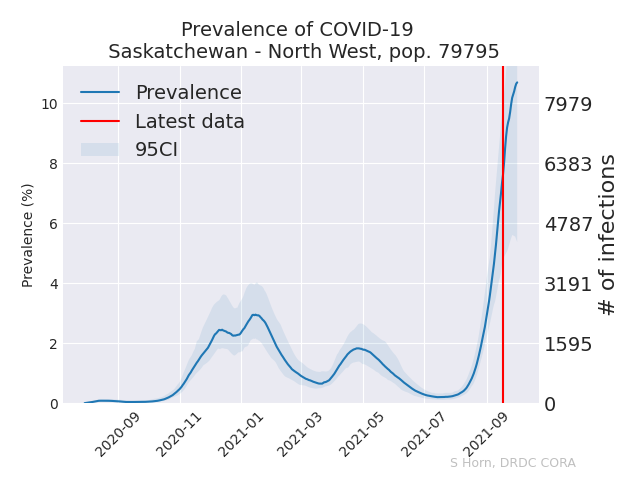 Prevalence of COVID-19
Saskatchewan - North West, pop. 79795
Prevalence
Latest data
95CI
Prevalence (%)
10
8
6
4
2
0
7979
6383
4787
3191
1595
0
# of infections
2020-09
2020-11
2021-01
2021-03
2021-05
2021-07
2021-09
S Horn, DRDC CORA